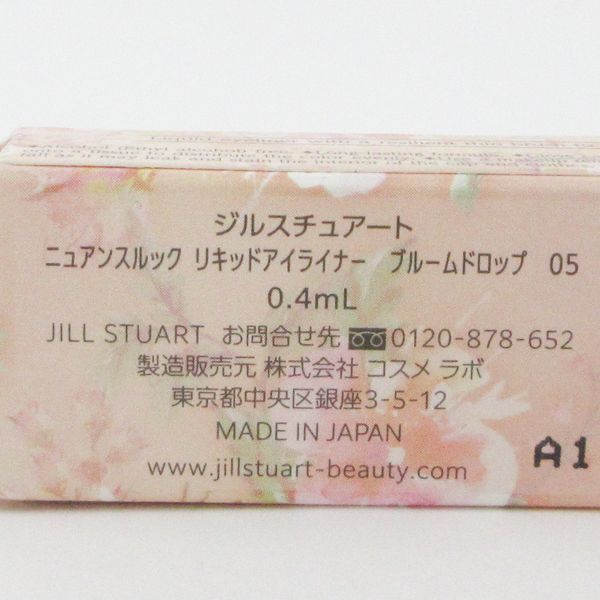 ジルスチュアート
ニュアンスルック リキッドアイライナー ブルームドロップ 05
0.4mL
JILL STUART お問合せ先 0120-878-652
製造販売元 株式会社 コスメ ラボ
東京都中央区銀座3-5-12
MADE IN JAPAN
www.jillstuart-beauty.com
A1